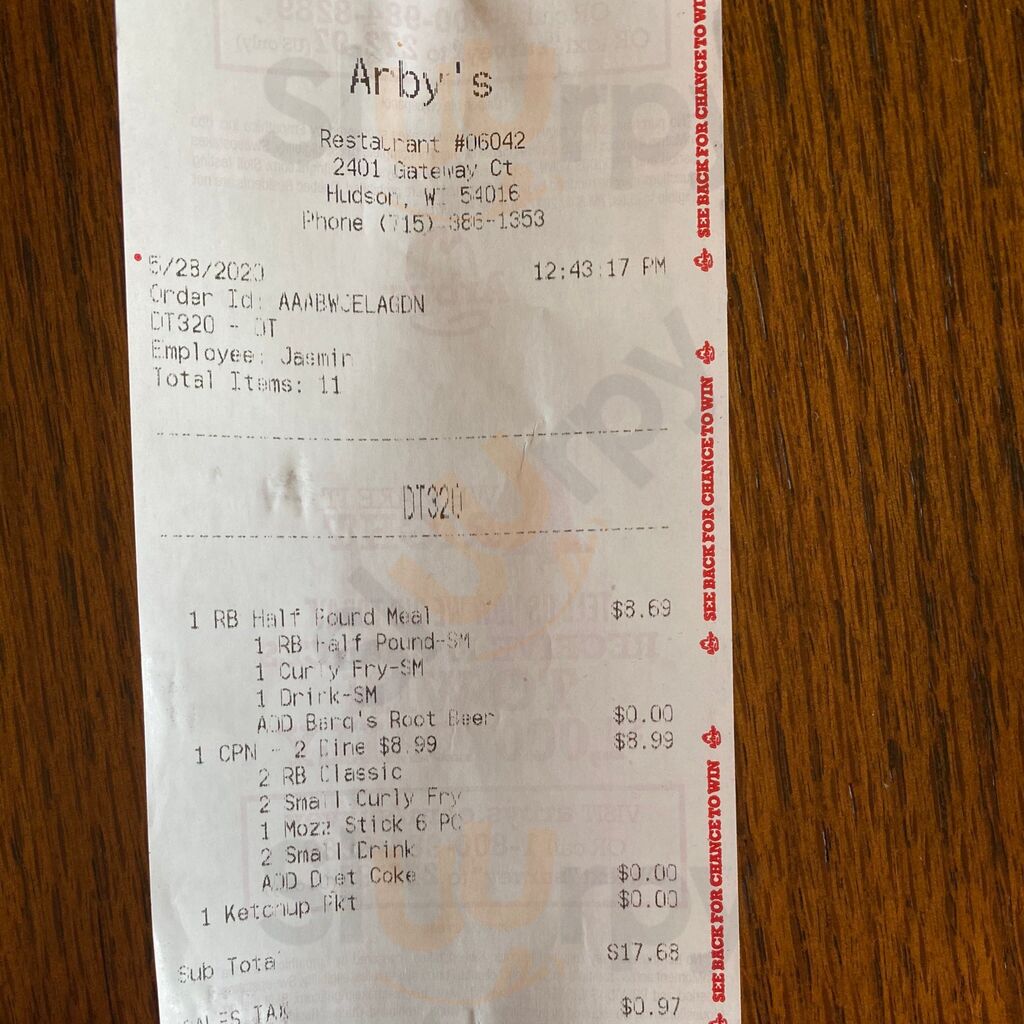 Arby's
Restaurant #06042
2401 Gateway Ct
Hudson, WI 54016
Phone (715) 386-1353
5/28/2020 12:43:17 PM
Order Id:
DT320 - DT
Employee: Jasmin
Total Items: 11
DT320
1 RB Half Pound Meal $8.69
1 RB Half Pound-SM
1 Curly Fry-SM
1 Drink-SM
ADD Barq's Root Beer $0.00
1 CPN - 2 Dine $8.99 $8.99
2 RB Classic
2 Small Curly Fry
1 Mozz Stick 6 PC
2 Small Drink
ADD Diet Coke $0.00
1 Ketchup Pkt $0.00
Sub Total $17.68
SALES TAX $0.97
SEE BACK FOR CHANCE TO WIN
SEE BACK FOR CHANCE TO WIN
SEE BACK FOR CHANCE TO WIN